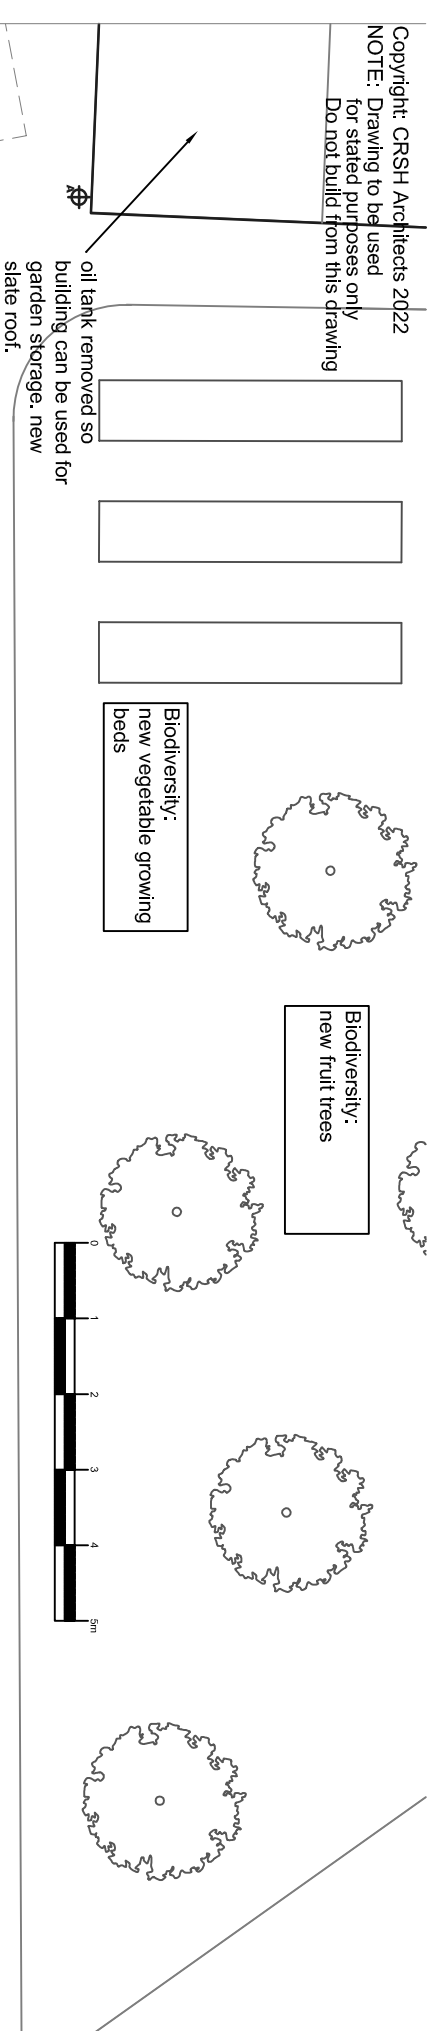 Copyright: CRSH Architects 2022
NOTE: Drawing to be used
for stated purposes only
Do not build from this drawing
oil tank removed so
building can be used for
garden storage. new
slate roof.
A
Biodiversity:
new vegetable growing
beds
Biodiversity:
new fruit trees
0
1
2
3
4
5m